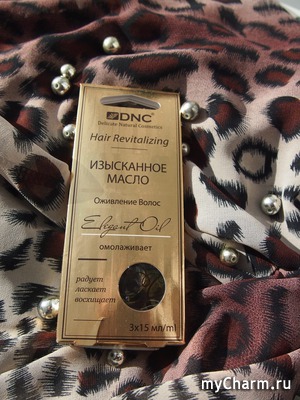 DNC
Delicate Natural Cosmetics
Hair Revitalizing
ИЗЫСКАННОЕ
МАСЛО
Оживление Волос
Elegant Oil
омолаживает
радует
ласкает
восхищает
3x15 мл/ml
myCharm.ru